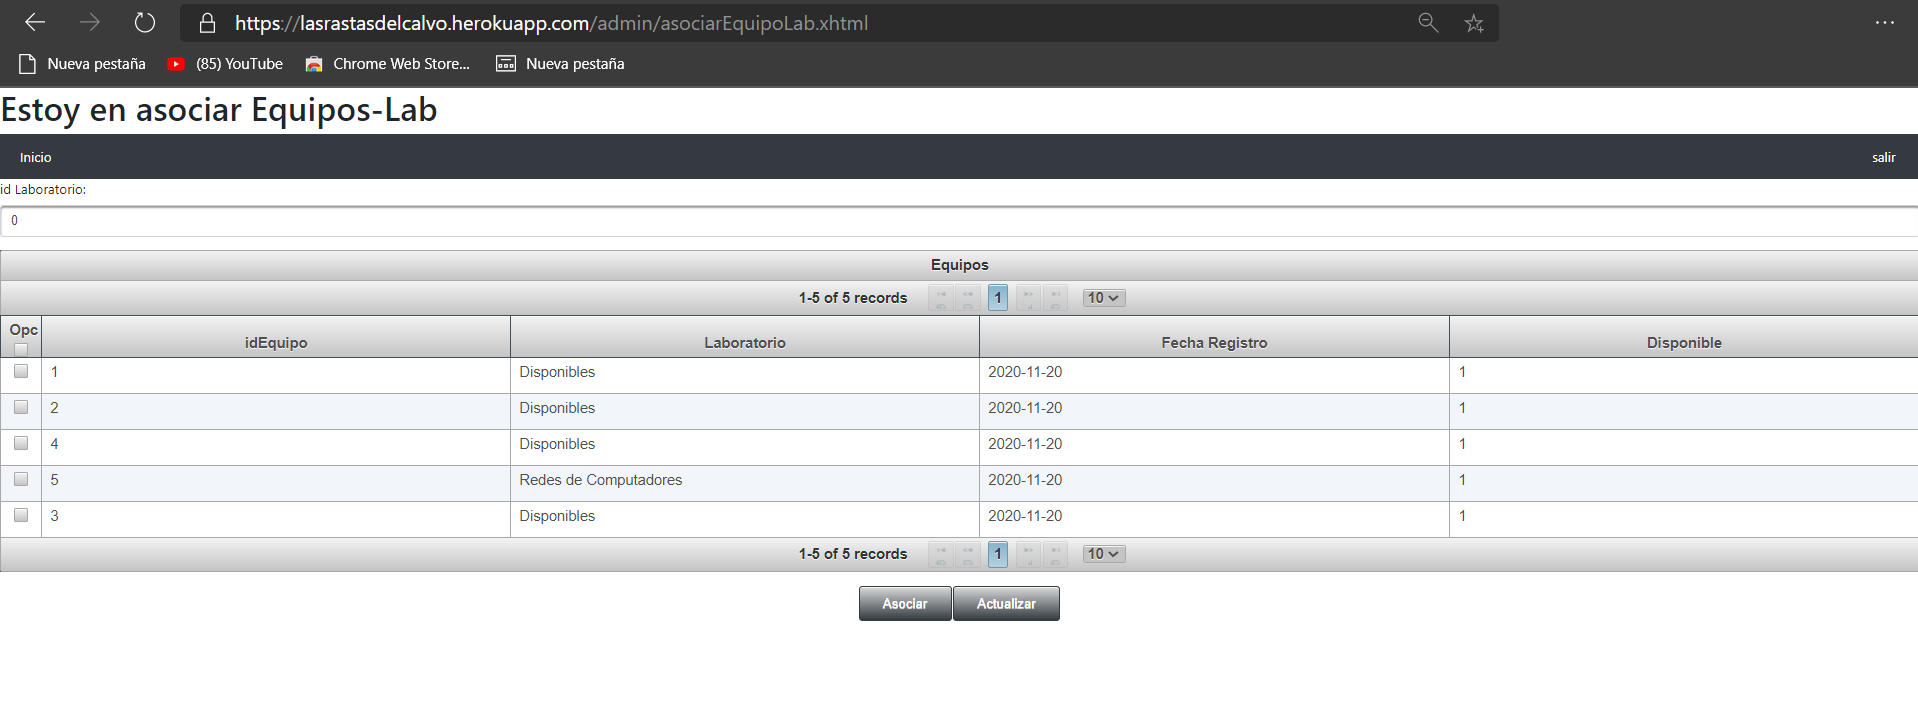 https://lasrastasdelcalvo.herokuapp.com/admin/asociarEquipoLab.xhtml
Nueva pestaña (85) YouTube Chrome Web Store... Nueva pestaña
Estoy en asociar Equipos-Lab
Inicio salir
id Laboratorio:
0
Equipos
1-5 of 5 records 1 10
Opc idEquipo Laboratorio Fecha Registro Disponible
1 Disponibles 2020-11-20 1
2 Disponibles 2020-11-20 1
4 Disponibles 2020-11-20 1
5 Redes de Computadores 2020-11-20 1
3 Disponibles 2020-11-20 1
1-5 of 5 records 1 10
Asociar Actualizar